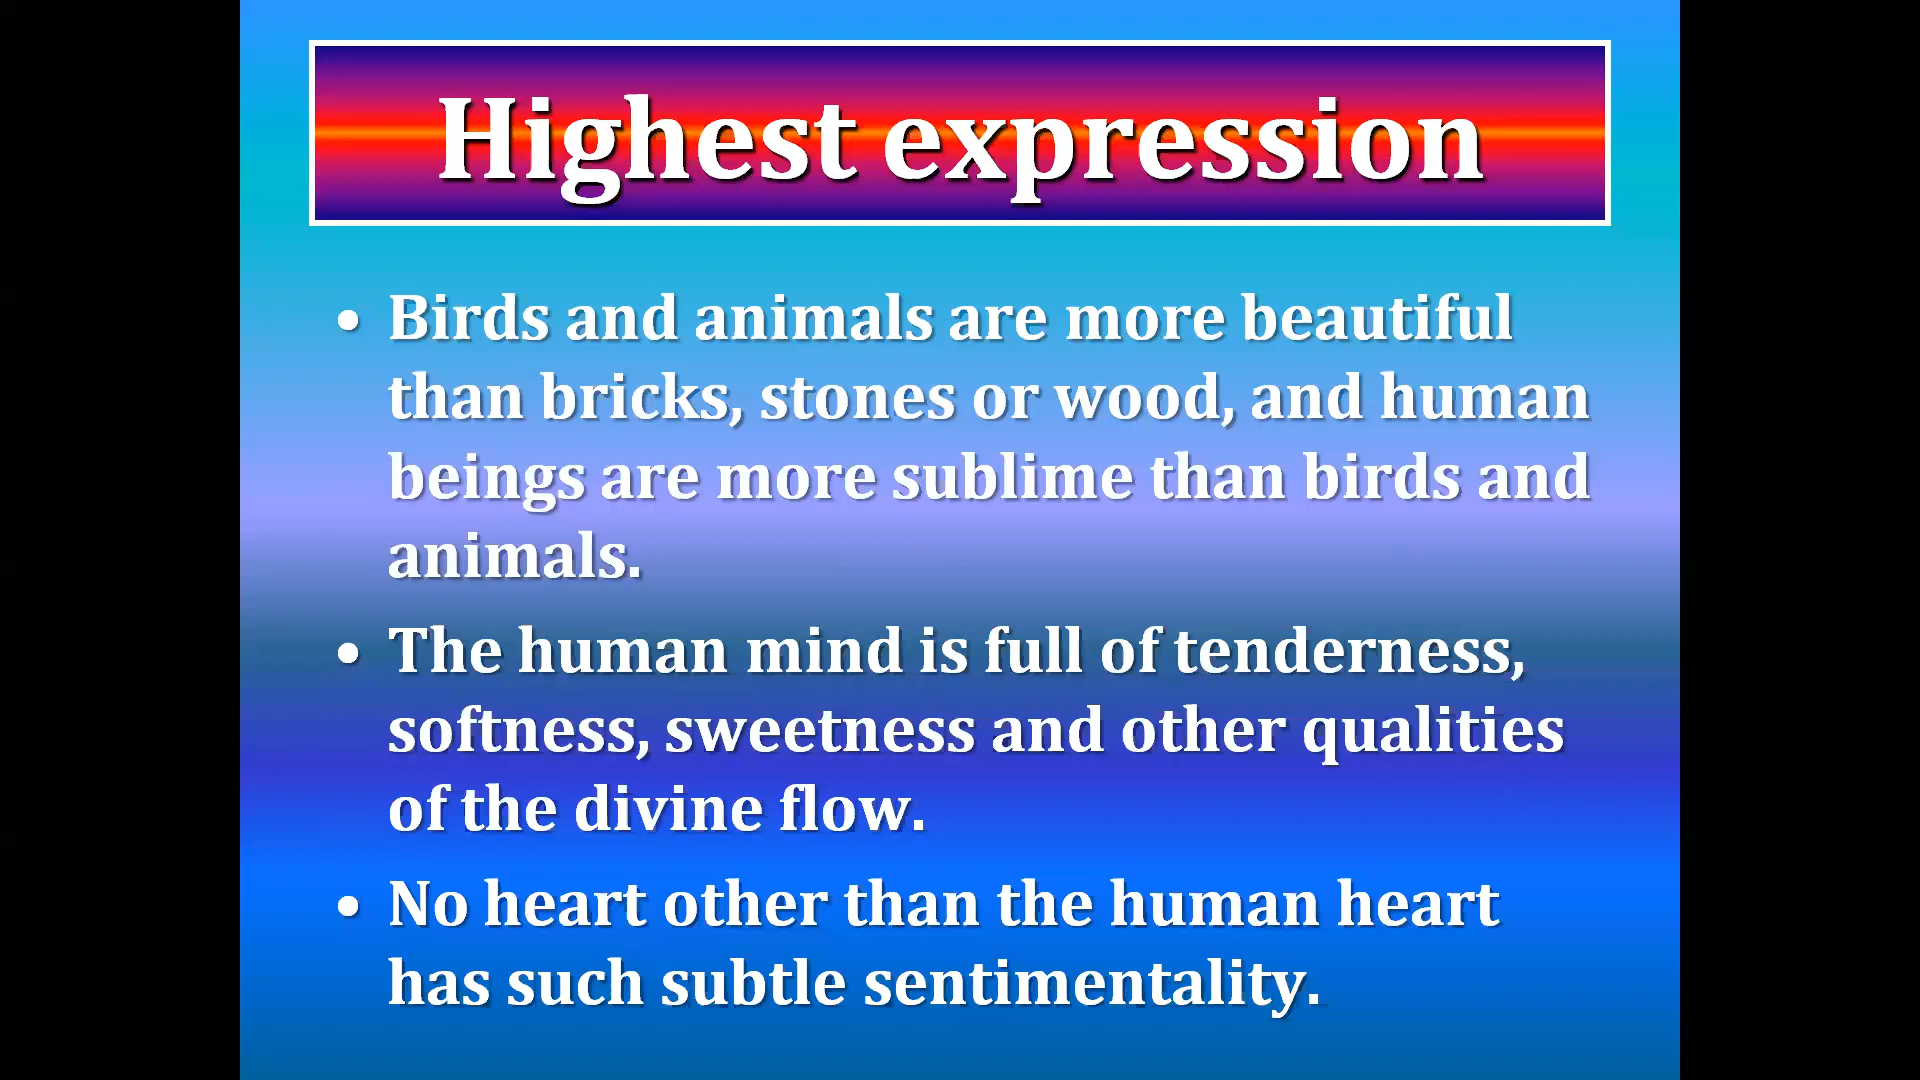 Highest expression
• Birds and animals are more beautiful
than bricks, stones or wood, and human
beings are more sublime than birds and
animals.
• The human mind is full of tenderness,
softness, sweetness and other qualities
of the divine flow.
• No heart other than the human heart
has such subtle sentimentality.